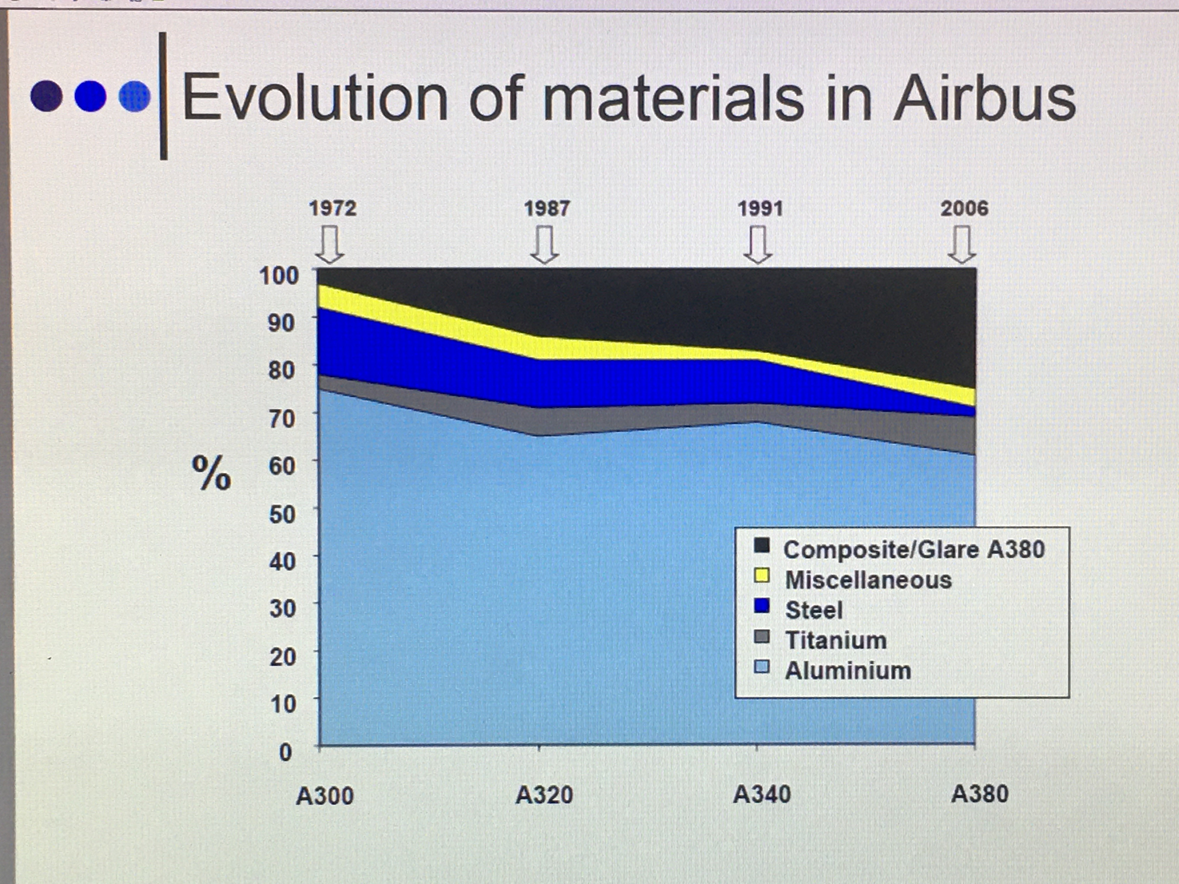 Evolution of materials in Airbus
1972 1987 1991 2006
100
90
80
70
60
50
40
30
20
10
0
%
Composite/Glare A380
Miscellaneous
Steel
Titanium
Aluminium
A300 A320 A340 A380